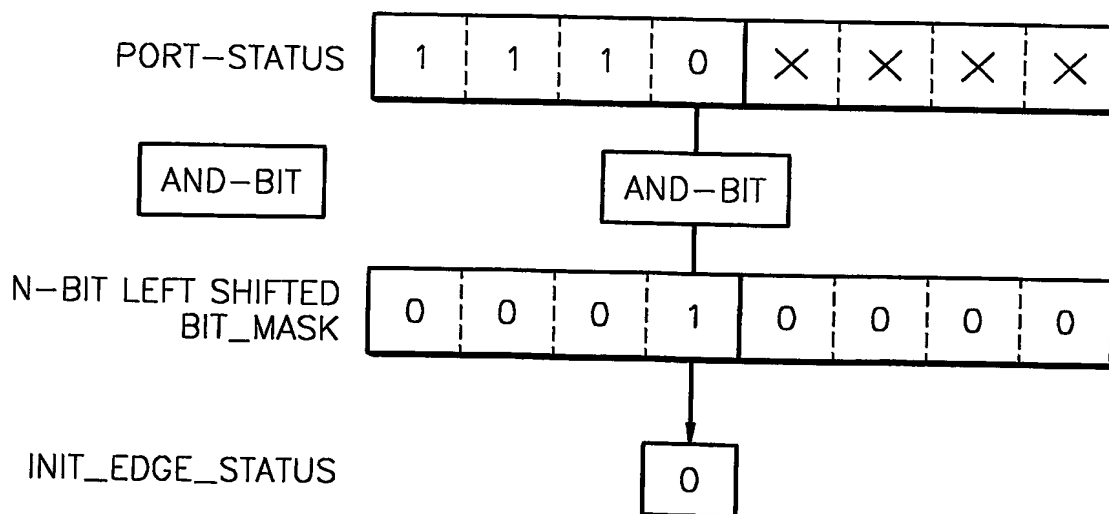 PORT-STATUS 1 1 1 0 X X X X
AND-BIT AND-BIT
N-BIT LEFT SHIFTED
BIT_MASK 0 0 0 1 0 0 0 0
INIT_EDGE_STATUS 0